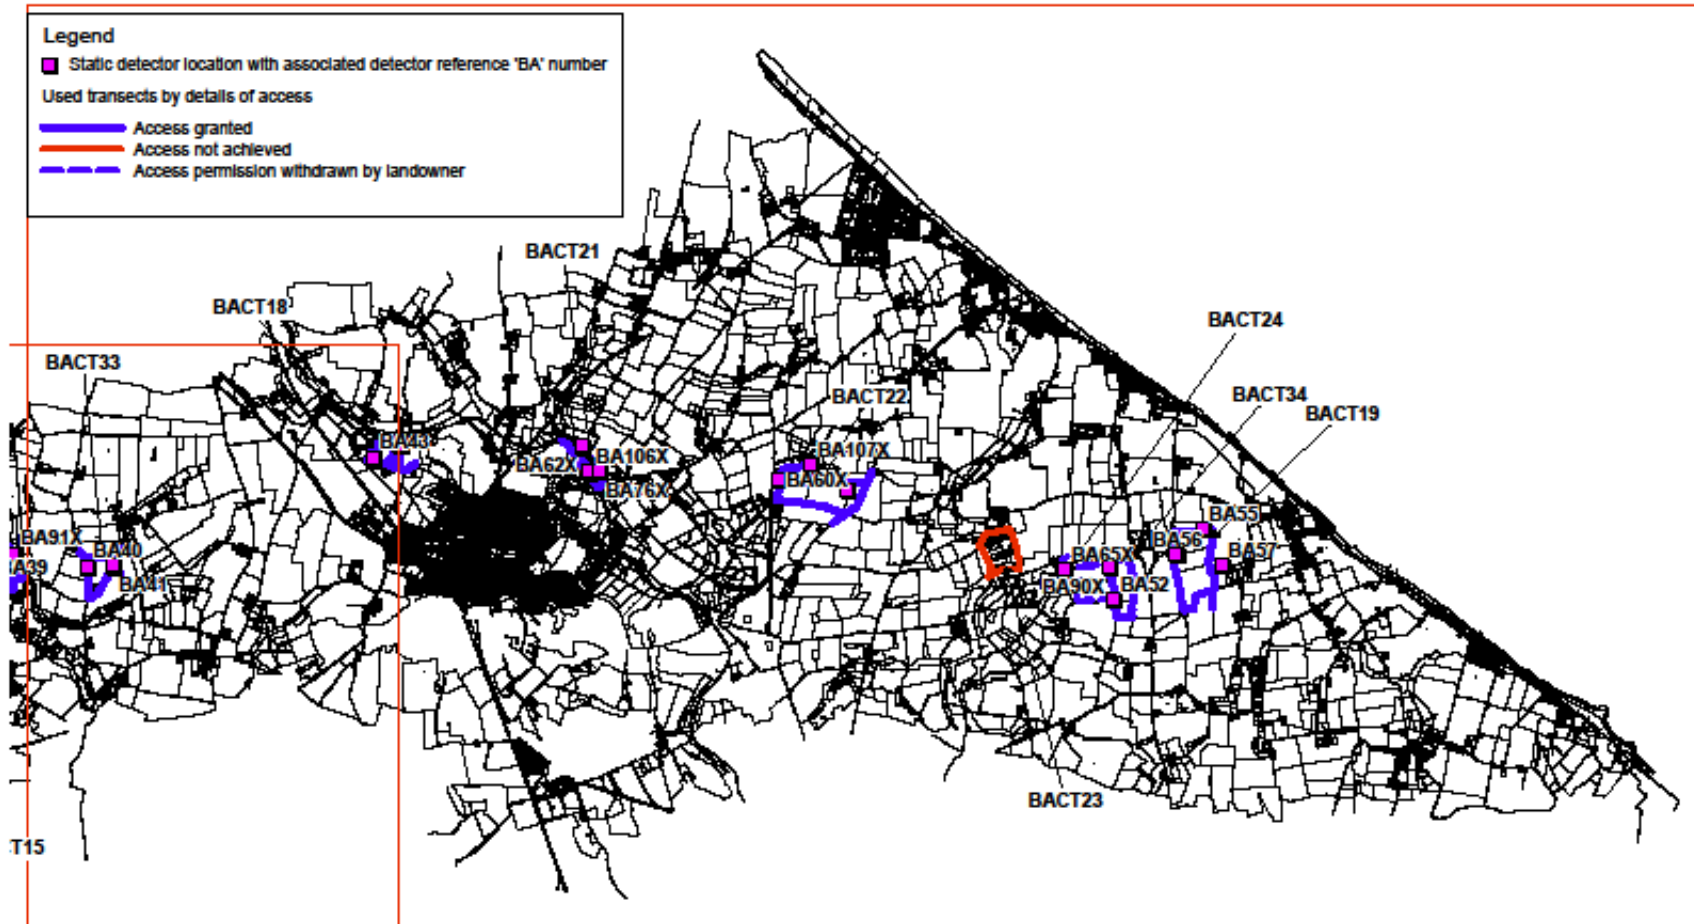 Legend
Static detector location with associated detector reference 'BA' number
Used transects by details of access
Access granted
Access not achieved
Access permission withdrawn by landowner
BACT21
BACT18
BACT24
BACT33
BACT34
BACT22
BACT19
BA43
BA107X
BA62X
BA106X
BA60X
BA76X
BA55
BA91X
BA40
BA56
BA39
BA65X
BA57
BA41
BA90X
BA52
BACT23
CT15